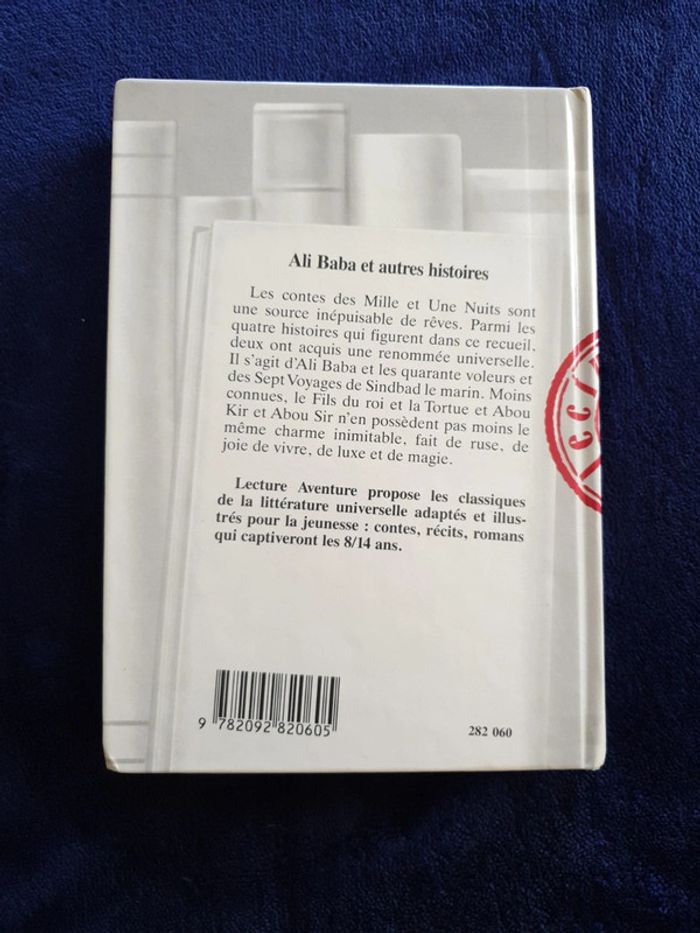 Ali Baba et autres histoires
Les contes des Mille et Une Nuits sont
une source inépuisable de rêves. Parmi les
quatre histoires qui figurent dans ce recueil,
deux ont acquis une renommée universelle.
Il s'agit d'Ali Baba et les quarante voleurs et
des Sept Voyages de Sindbad le marin. Moins
connues, le Fils du roi et la Tortue et Abou
Kir et Abou Sir n'en possèdent pas moins le
même charme inimitable, fait de ruse, de
joie de vivre, de luxe et de magie.
Lecture Aventure propose les classiques
de la littérature universelle adaptés et illus-
trés pour la jeunesse : contes, récits, romans
qui captiveront les 8/14 ans.
9 782092 820605
282 060